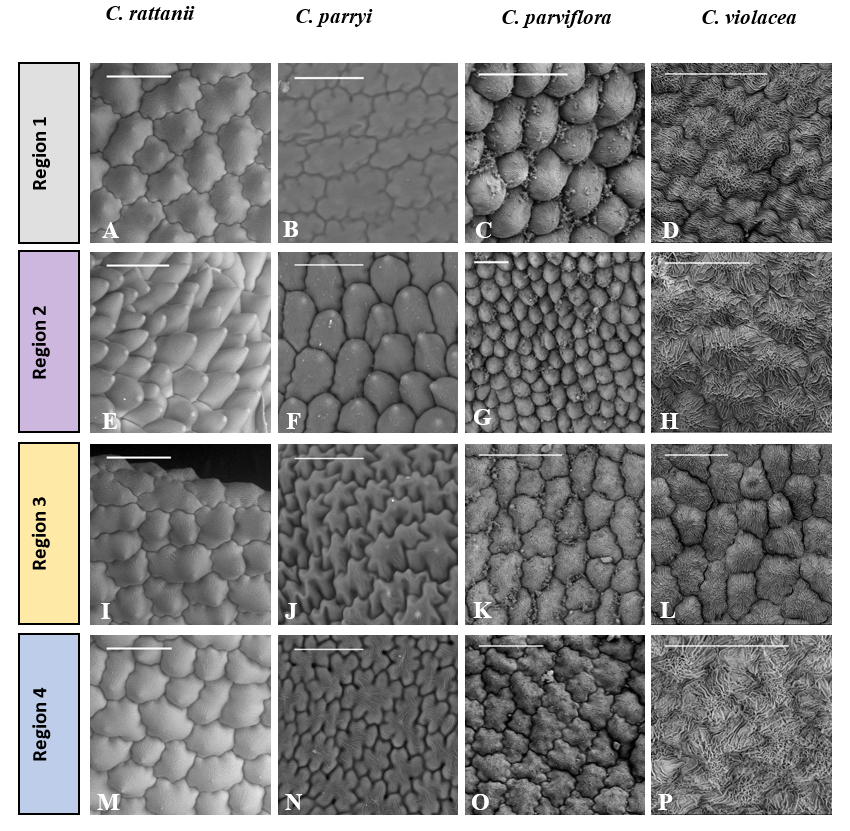 C. rattanii C. parryi C. parviflora C. violacea
Region 1
A B C D
Region 2
E F G H
Region 3
I J K L
Region 4
M N O P